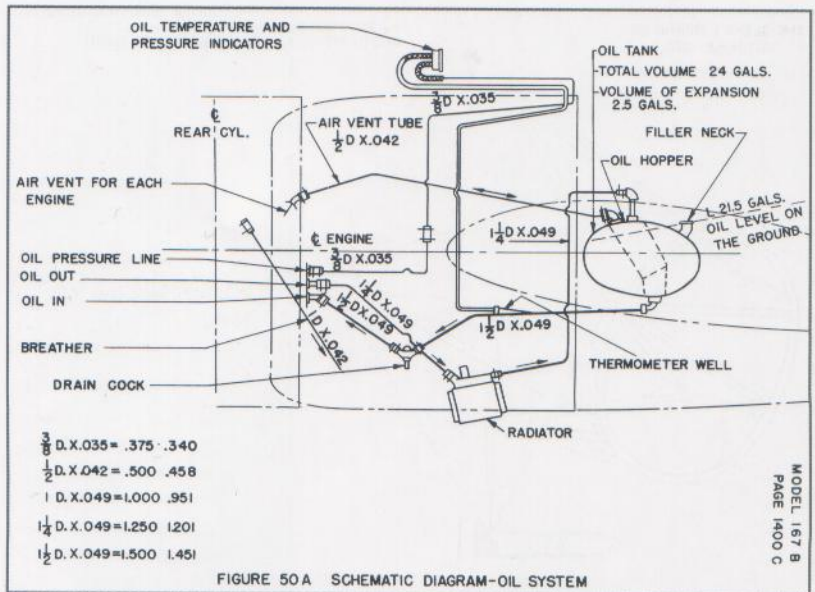 OIL TEMPERATURE AND
PRESSURE INDICATORS
OIL TANK
TOTAL VOLUME 24 GALS.
VOLUME OF EXPANSION
2.5 GALS.
3/8 D X.035
℄
REAR CYL.
AIR VENT TUBE
1/2 D X.042
FILLER NECK
OIL HOPPER
AIR VENT FOR EACH
ENGINE
21.5 GALS.
OIL LEVEL ON
THE GROUND
1 1/4 D X.049
℄ ENGINE
OIL PRESSURE LINE
3/8 D X.035
OIL OUT
1 1/4 D X.049
OIL IN
1 1/2 D X.049
1 1/2 D X.049
BREATHER
1 D X.042
THERMOMETER WELL
DRAIN COCK
RADIATOR
3/8 D.X.035= .375 .340
1/2 D.X.042=.500 .458
1 D.X.049=1.000 .951
1 1/4 D.X.049=1.250 1.201
1 1/2 D.X.049=1.500 1.451
MODEL 167 B
PAGE 1400 C
FIGURE 50 A SCHEMATIC DIAGRAM-OIL SYSTEM